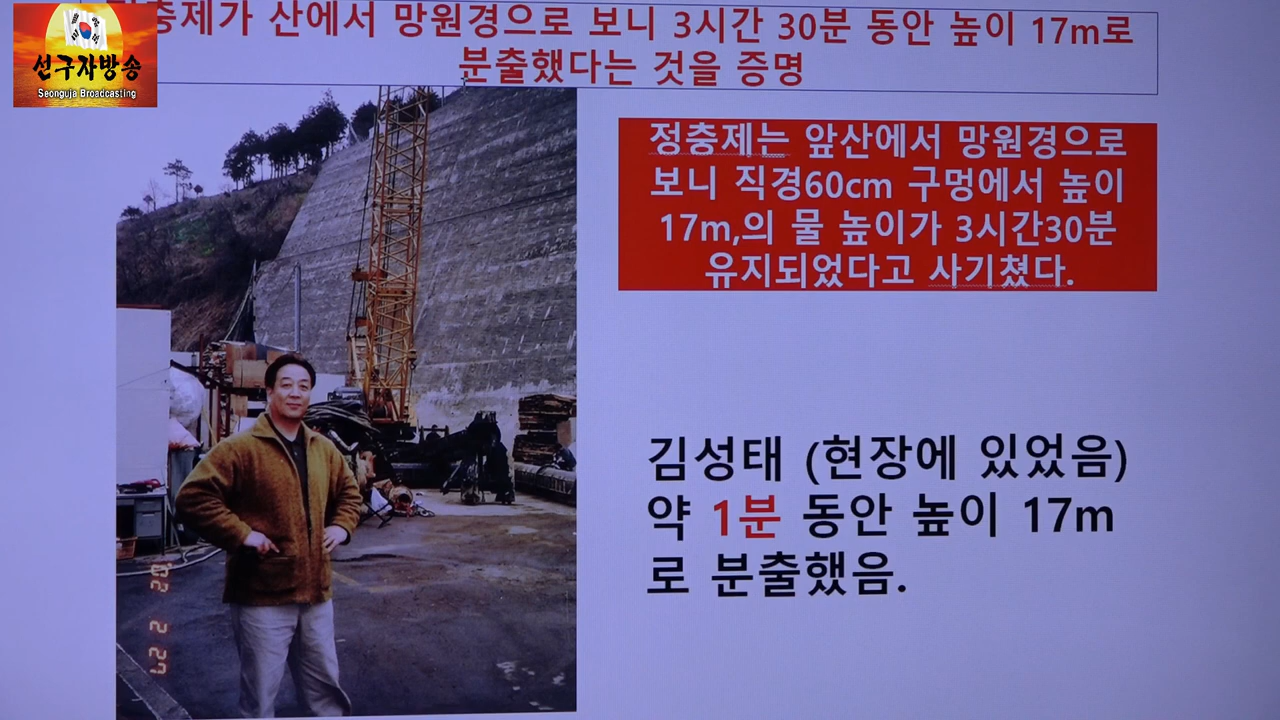 선구자방송
Seonguja Broadcasting
산에서 망원경으로 보니 3시간 30분 동안 높이 17m로
분출했다는 것을 증명
정충제는 앞산에서 망원경으로
보니 직경60cm 구멍에서 높이
17m,의 물 높이가 3시간30분
유지되었다고 사기쳤다.
김성태 (현장에 있었음)
약 1분 동안 높이 17m
로 분출했음.
'02 2 27